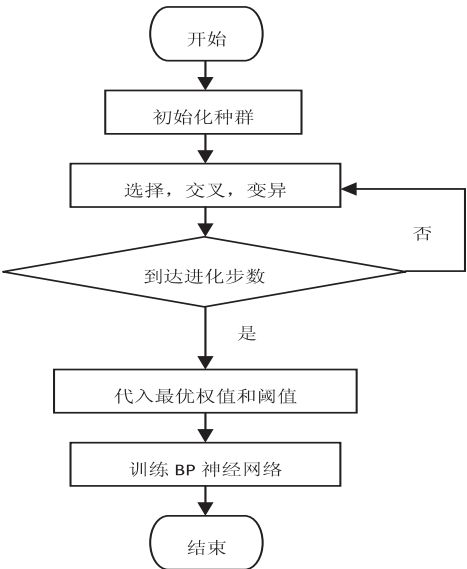 开始
初始化种群
选择，交叉，变异
否
到达进化步数
是
代入最优权值和阈值
训练 BP 神经网络
结束